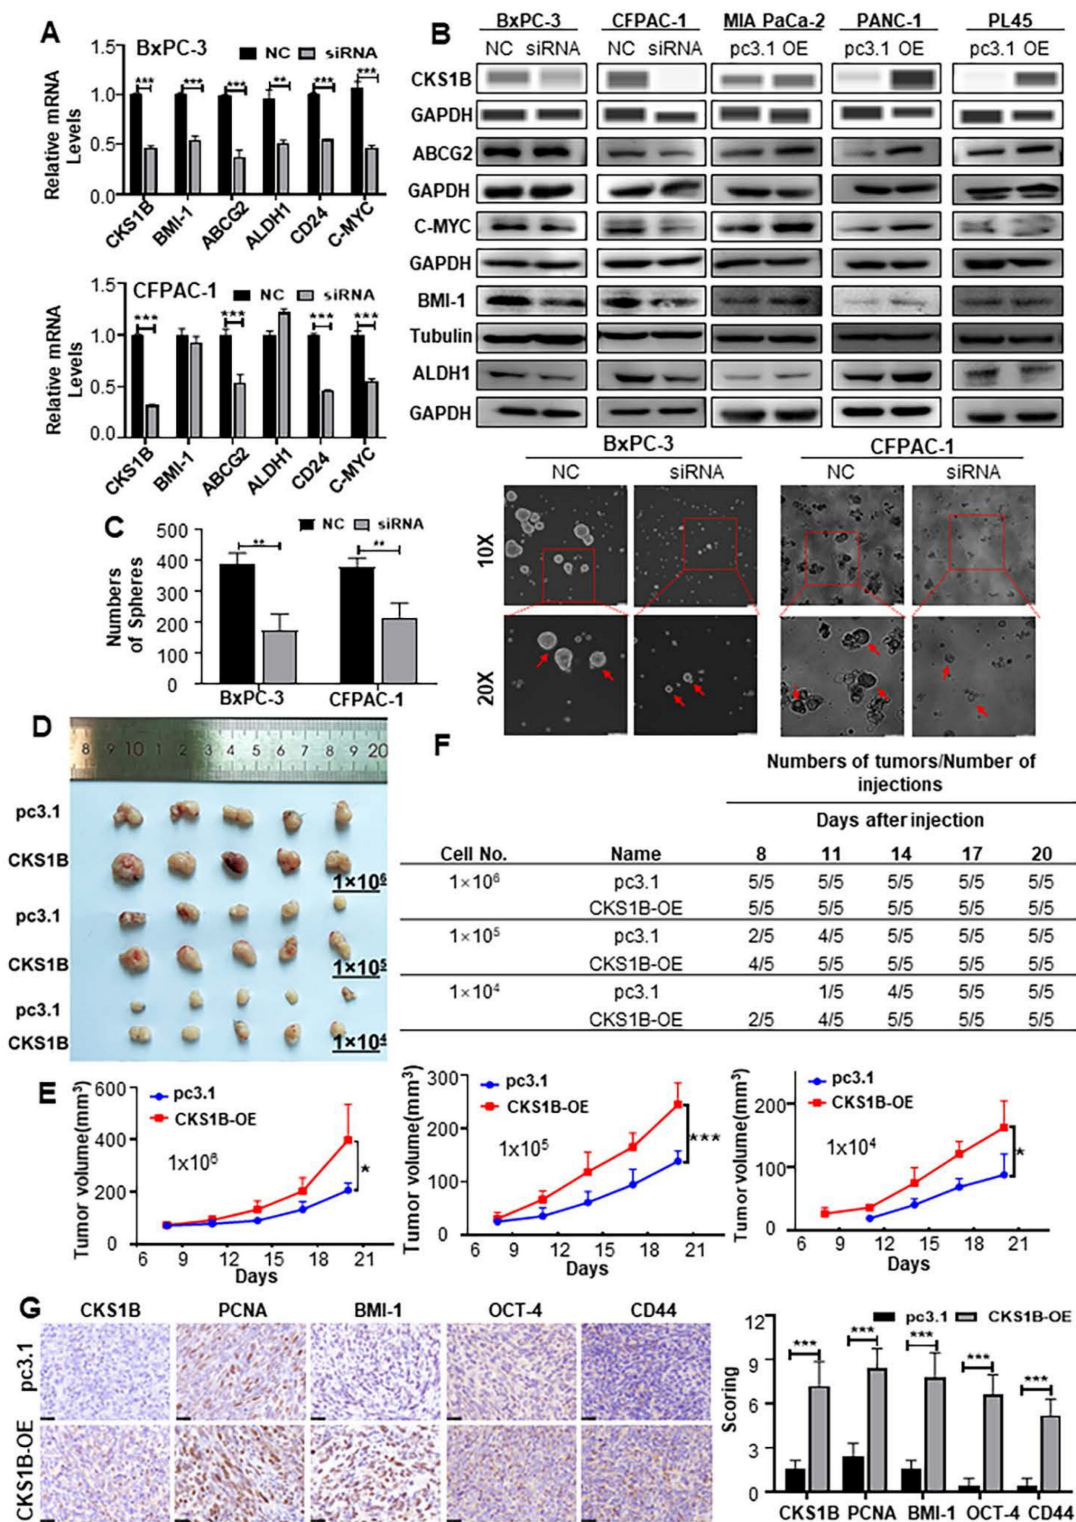 A
BxPC-3
NC siRNA
Relative mRNA
Levels
1.5
1.0
0.5
0.0
*** *** *** ** *** ***
CKS1B BMI-1 ABCG2 ALDH1 CD24 C-MYC
CFPAC-1
NC siRNA
Relative mRNA
Levels
1.5
1.0
0.5
0.0
*** *** *** ***
CKS1B BMI-1 ABCG2 ALDH1 CD24 C-MYC
B
BxPC-3 CFPAC-1 MIA PaCa-2 PANC-1 PL45
NC siRNA NC siRNA pc3.1 OE pc3.1 OE pc3.1 OE
CKS1B
GAPDH
ABCG2
GAPDH
C-MYC
GAPDH
BMI-1
Tubulin
ALDH1
GAPDH
C
NC siRNA
Numbers
of Spheres
500
400
300
200
100
0
** **
BxPC-3 CFPAC-1
BxPC-3 CFPAC-1
NC siRNA NC siRNA
10X
20X
D
8 9 10 1 2 3 4 5 6 7 8 9 20
pc3.1
CKS1B
1×10⁶
pc3.1
CKS1B
1×10⁵
pc3.1
CKS1B
1×10⁴
F
Numbers of tumors/Number of
injections
Days after injection
Cell No. Name 8 11 14 17 20
1×10⁶ pc3.1 5/5 5/5 5/5 5/5 5/5
CKS1B-OE 5/5 5/5 5/5 5/5 5/5
1×10⁵ pc3.1 2/5 4/5 5/5 5/5 5/5
CKS1B-OE 4/5 5/5 5/5 5/5 5/5
1×10⁴ pc3.1 1/5 4/5 5/5 5/5
CKS1B-OE 2/5 4/5 5/5 5/5 5/5
E
Tumor volume(mm³)
600
400
200
0
pc3.1
CKS1B-OE
1x10⁶
*
6 9 12 15 18 21
Days
Tumor volume(mm³)
300
200
100
0
pc3.1
CKS1B-OE
1x10⁵
***
6 9 12 15 18 21
Days
Tumor volume(mm³)
200
100
0
pc3.1
CKS1B-OE
1x10⁴
*
6 9 12 15 18 21
Days
G
CKS1B PCNA BMI-1 OCT-4 CD44
pc3.1
CKS1B-OE
pc3.1 CKS1B-OE
Scoring
12
9
6
3
0
*** *** *** *** ***
CKS1B PCNA BMI-1 OCT-4 CD44